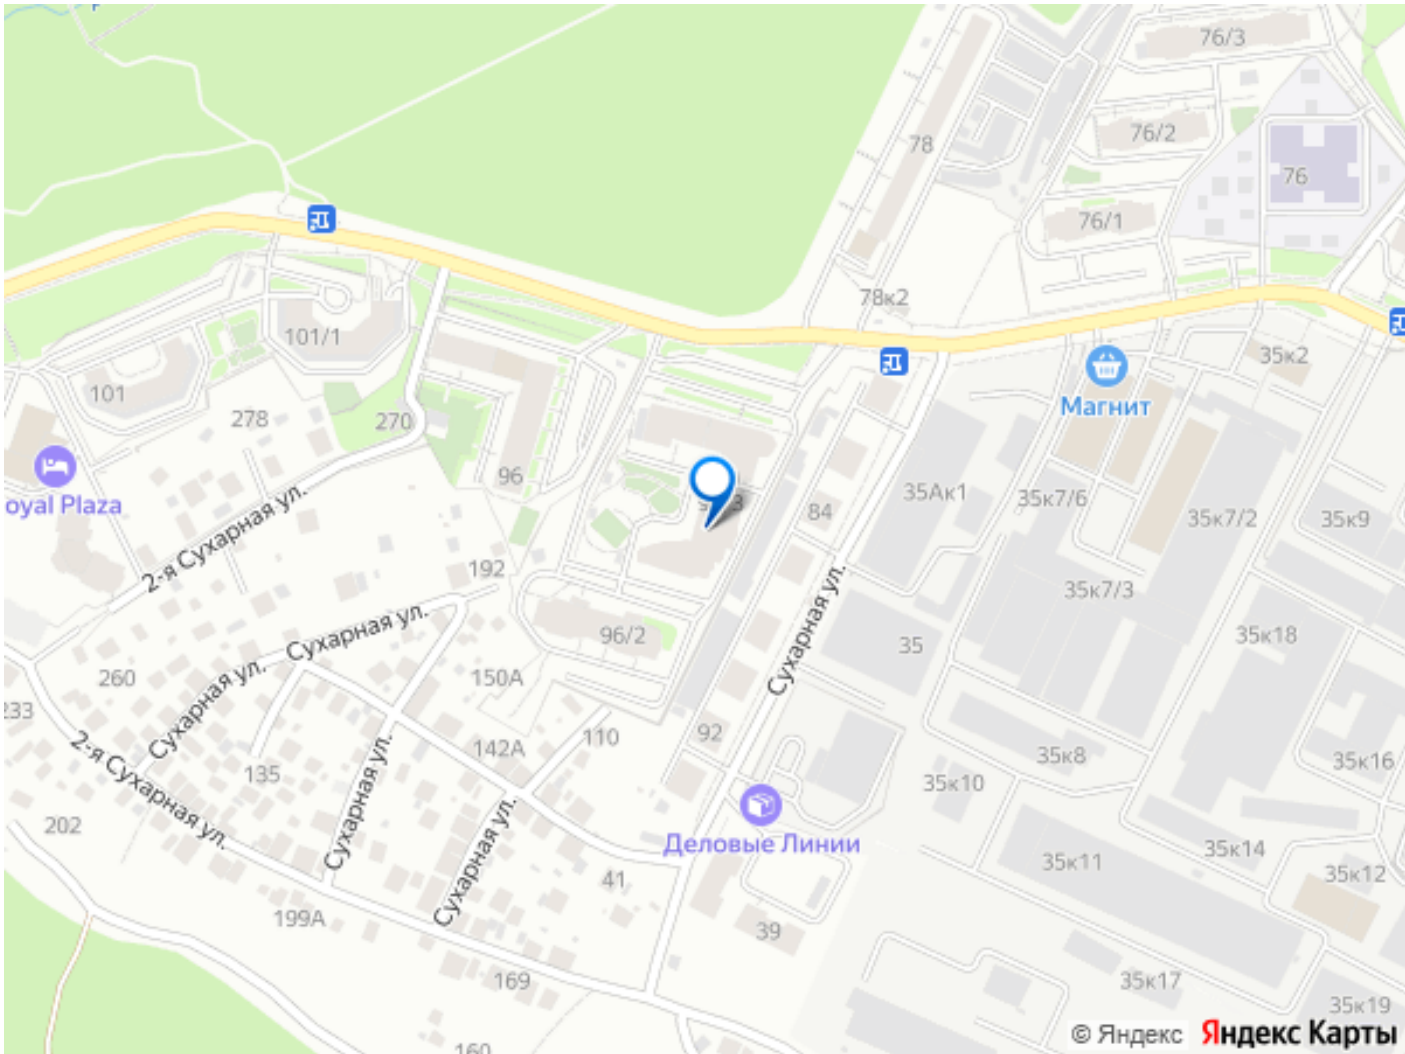 76/3
78
76/2
76
76/1
78к2
101/1
35к2
101
Магнит
278
270
96
oyal Plaza
35Ак1
35к7/6
84
35к7/2
35к9
2-я Сухарная ул.
192
35к7/3
Сухарная ул.
Сухарная ул.
96/2
35
35к18
260
150А
Сухарная ул.
233
92
110
142А
135
35к8
35к16
2-я Сухарная ул.
35к10
Сухарная ул.
202
Деловые Линии
Сухарная ул.
35к14
35к11
35к12
41
199А
39
169
35к17
35к19
160
© Яндекс Яндекс Карты